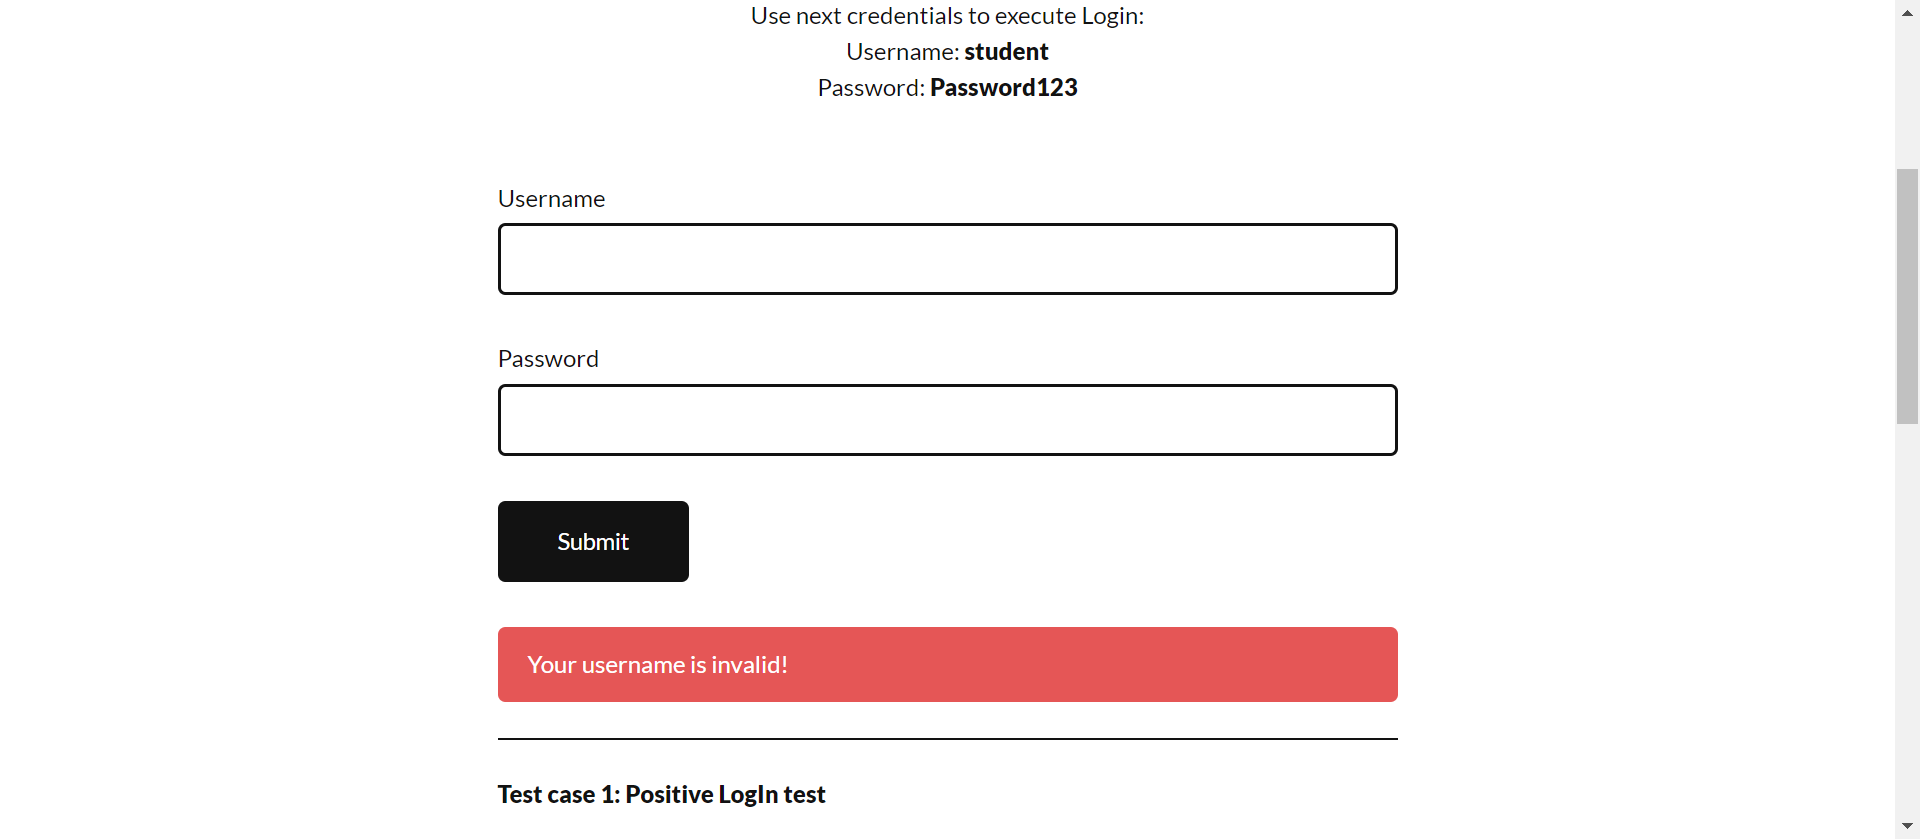 Use next credentials to execute Login:
Username: student
Password: Password123
Username
Password
Submit
Your username is invalid!
Test case 1: Positive LogIn test